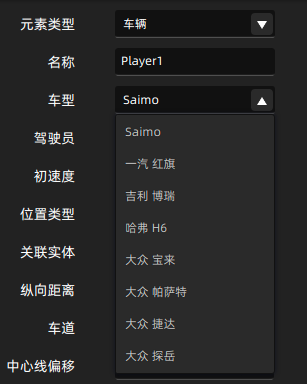 元素类型 车辆
名称 Player1
车型 Saimo
驾驶员 Saimo
初速度 一汽 红旗
位置类型 吉利 博瑞
关联实体 哈弗 H6
纵向距离 大众 宝来
车道 大众 帕萨特
中心线偏移 大众 捷达
大众 探岳